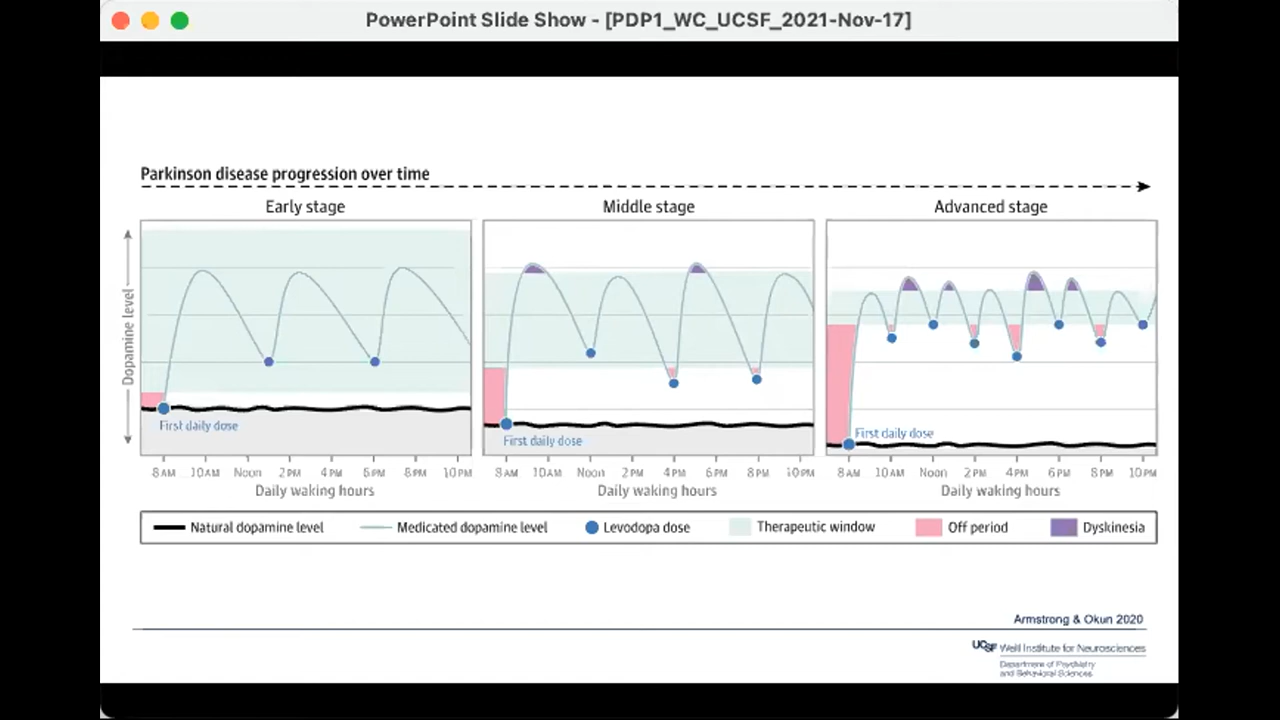 PowerPoint Slide Show - [PDP1_WC_UCSF_2021-Nov-17]
Parkinson disease progression over time
Early stage
Middle stage
Advanced stage
Dopamine level
First daily dose
First daily dose
First daily dose
8 AM 10 AM Noon 2 PM 4 PM 6 PM 8 PM 10 PM
8 AM 10 AM Noon 2 PM 4 PM 6 PM 8 PM 10 PM
8 AM 10 AM Noon 2 PM 4 PM 6 PM 8 PM 10 PM
Daily waking hours
Daily waking hours
Daily waking hours
Natural dopamine level Medicated dopamine level Levodopa dose Therapeutic window Off period Dyskinesia
Armstrong & Okun 2020
UCSF Weill Institute for Neurosciences
Department of Psychiatry
and Behavioral Sciences